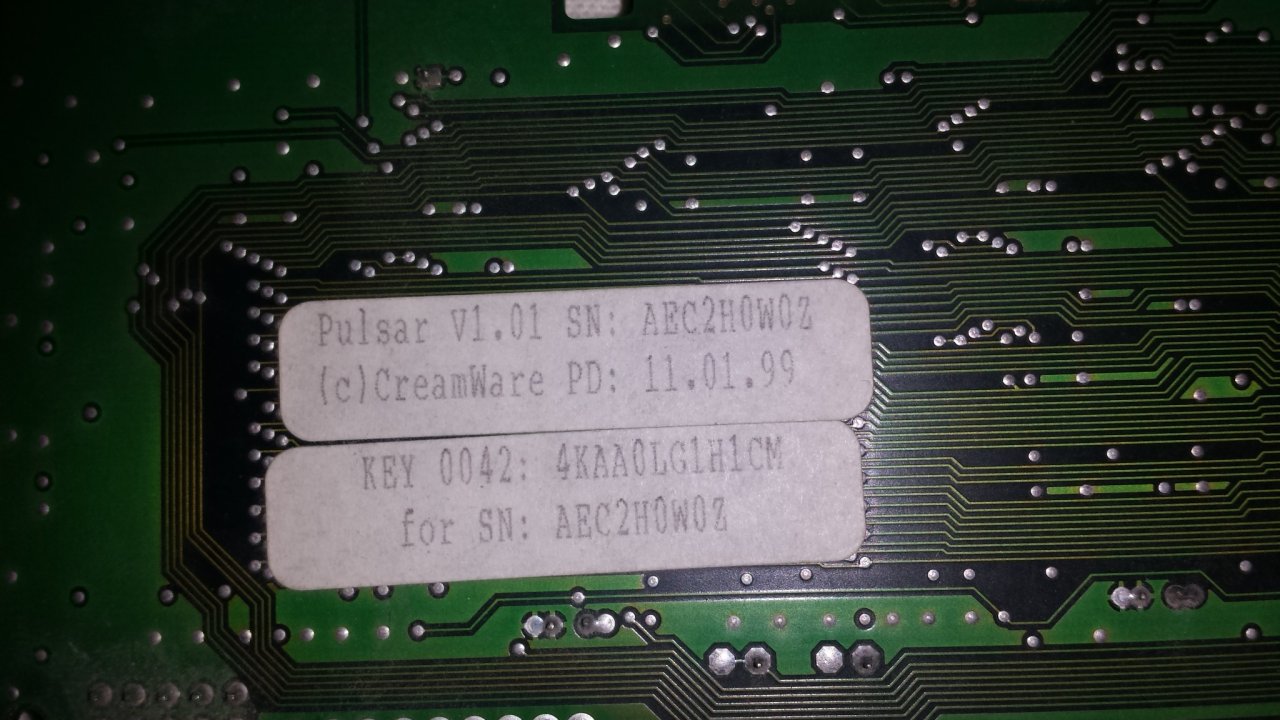 Pulsar V1.01 SN: AEC2H0W0Z
(c)CreamWare PD: 11.01.99
KEY 0042: 4KAA0LG1H1CM
for SN: AEC2H0W0Z